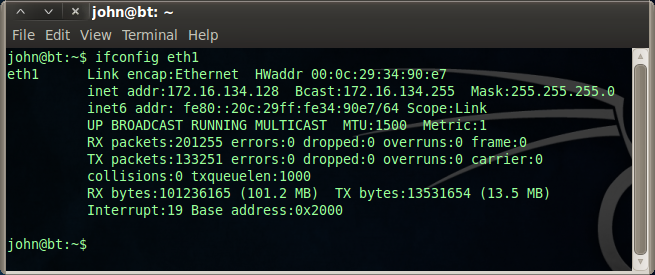 john@bt: ~
File Edit View Terminal Help
john@bt:~$ ifconfig eth1
eth1      Link encap:Ethernet  HWaddr 00:0c:29:34:90:e7
          inet addr:172.16.134.128  Bcast:172.16.134.255  Mask:255.255.255.0
          inet6 addr: fe80::20c:29ff:fe34:90e7/64 Scope:Link
          UP BROADCAST RUNNING MULTICAST  MTU:1500  Metric:1
          RX packets:201255 errors:0 dropped:0 overruns:0 frame:0
          TX packets:133251 errors:0 dropped:0 overruns:0 carrier:0
          collisions:0 txqueuelen:1000
          RX bytes:101236165 (101.2 MB)  TX bytes:13531654 (13.5 MB)
          Interrupt:19 Base address:0x2000
john@bt:~$